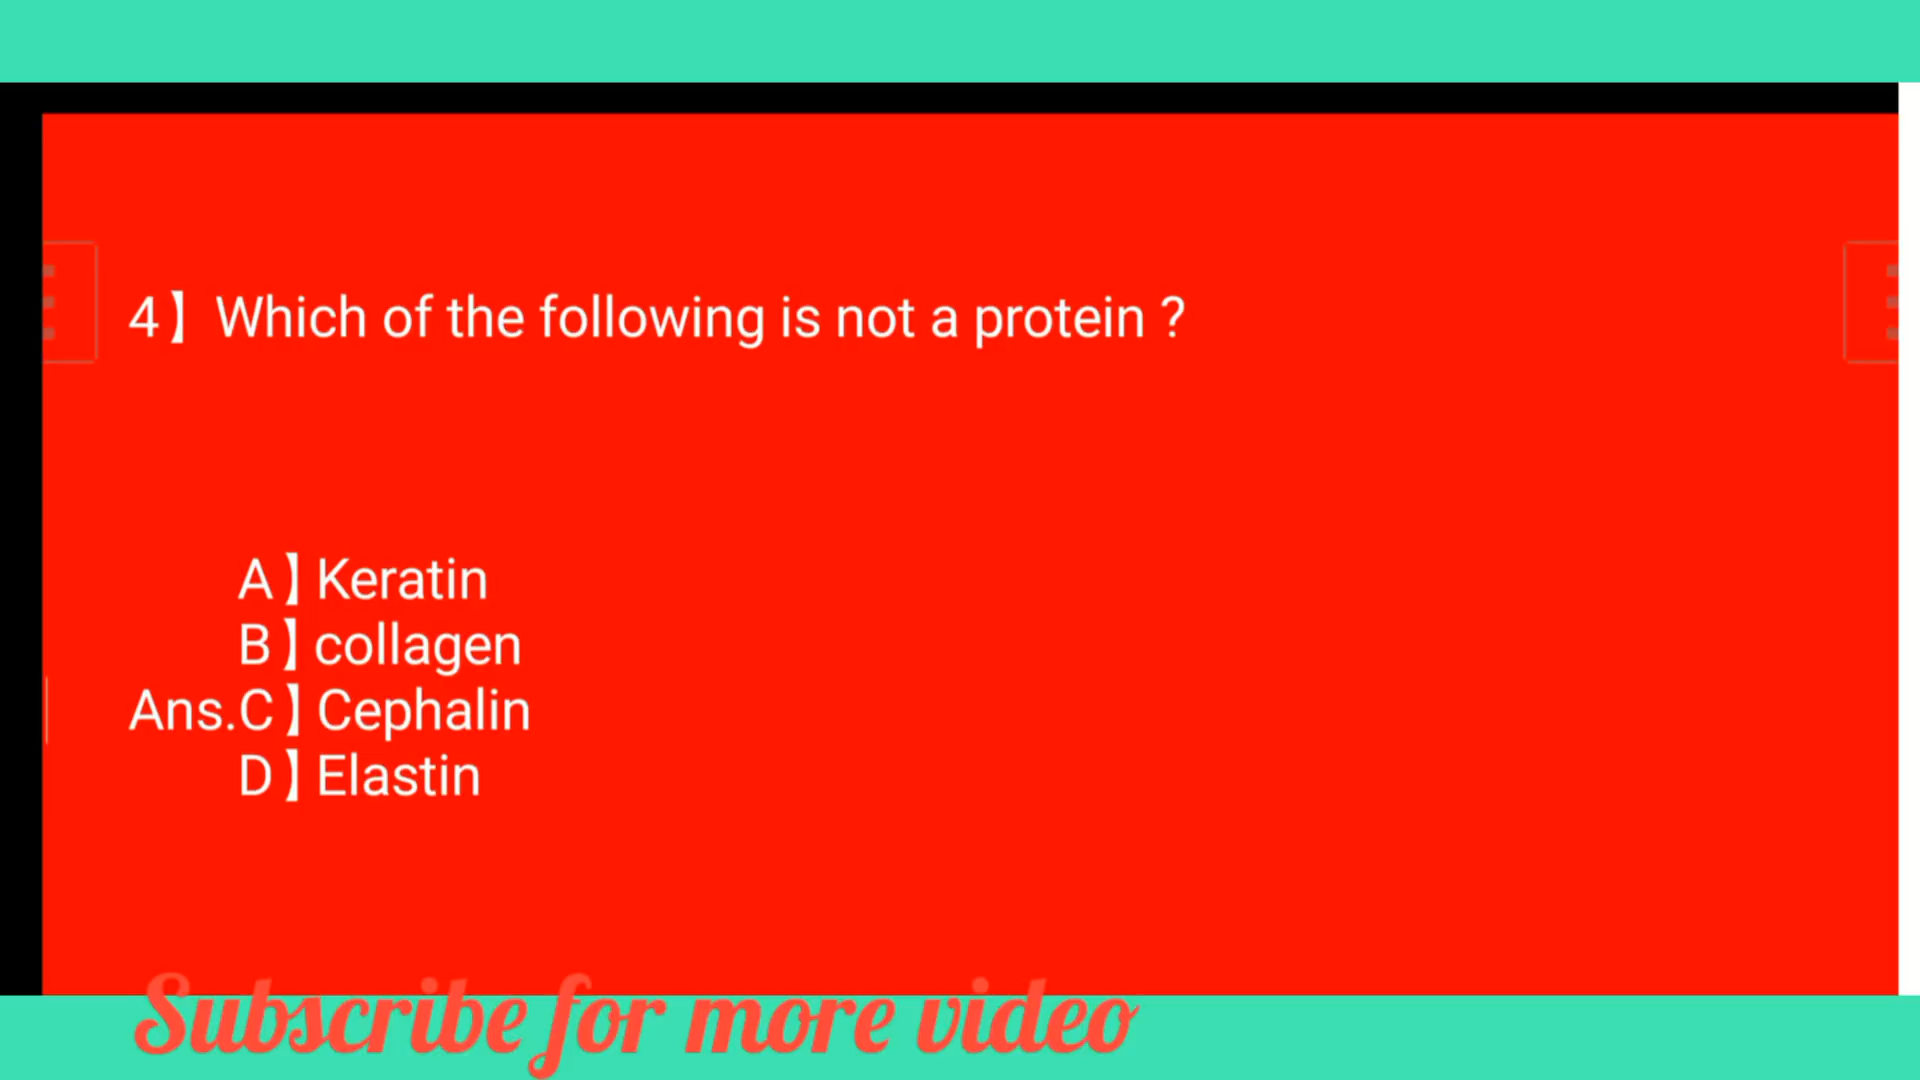 4】Which of the following is not a protein ?
A】Keratin
B】collagen
Ans.C】Cephalin
D】Elastin
Subscribe for more video